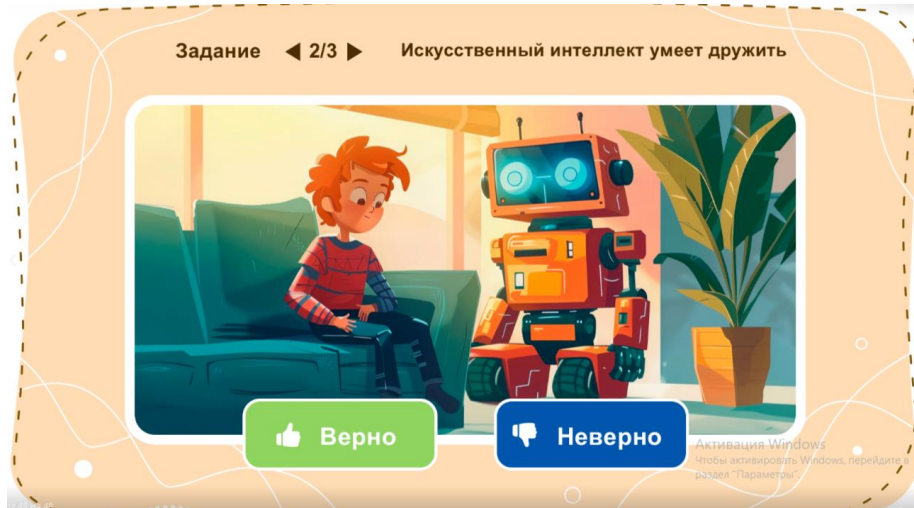 Задание ◀ 2/3 ▶ Искусственный интеллект умеет дружить
Верно
Неверно
Активация Windows
Чтобы активировать Windows, перейдите в
раздел "Параметры".